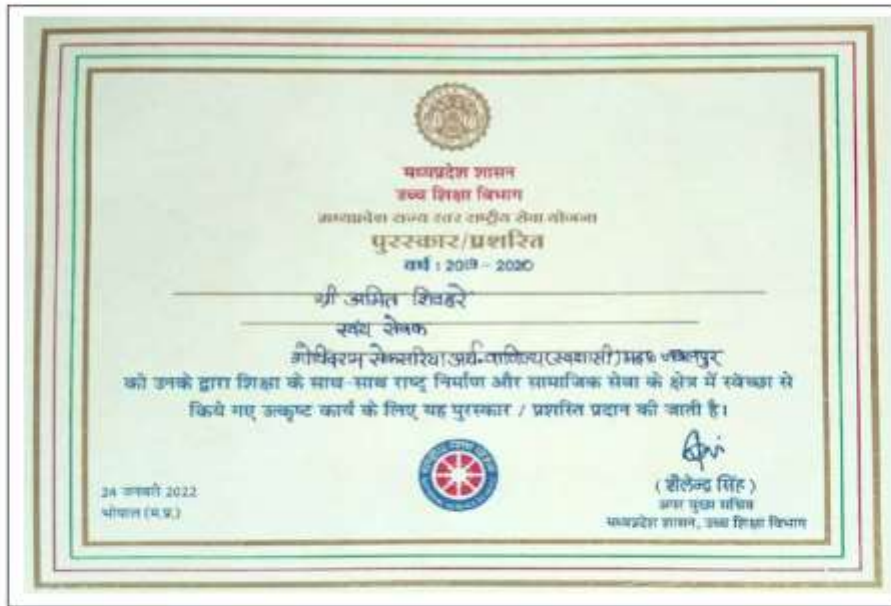 मध्यप्रदेश शासन
उच्च शिक्षा विभाग
मध्यप्रदेश राज्य स्तर राष्ट्रीय सेवा योजना
पुरस्कार/प्रशस्ति
वर्ष : 2019 - 2020
श्री अमित शिवहरे
स्वयं सेवक
सेकसरिया अर्थ-वाणिज्य (स्वशासी) महा० जबलपुर
को उनके द्वारा शिक्षा के साथ-साथ राष्ट्र निर्माण और सामाजिक सेवा के क्षेत्र में स्वेच्छा से
किये गए उत्कृष्ट कार्य के लिए यह पुरस्कार / प्रशस्ति प्रदान की जाती है।
24 जनवरी 2022
भोपाल (म.प्र.)
( शैलेन्द्र सिंह )
अपर मुख्य सचिव
मध्यप्रदेश शासन, उच्च शिक्षा विभाग